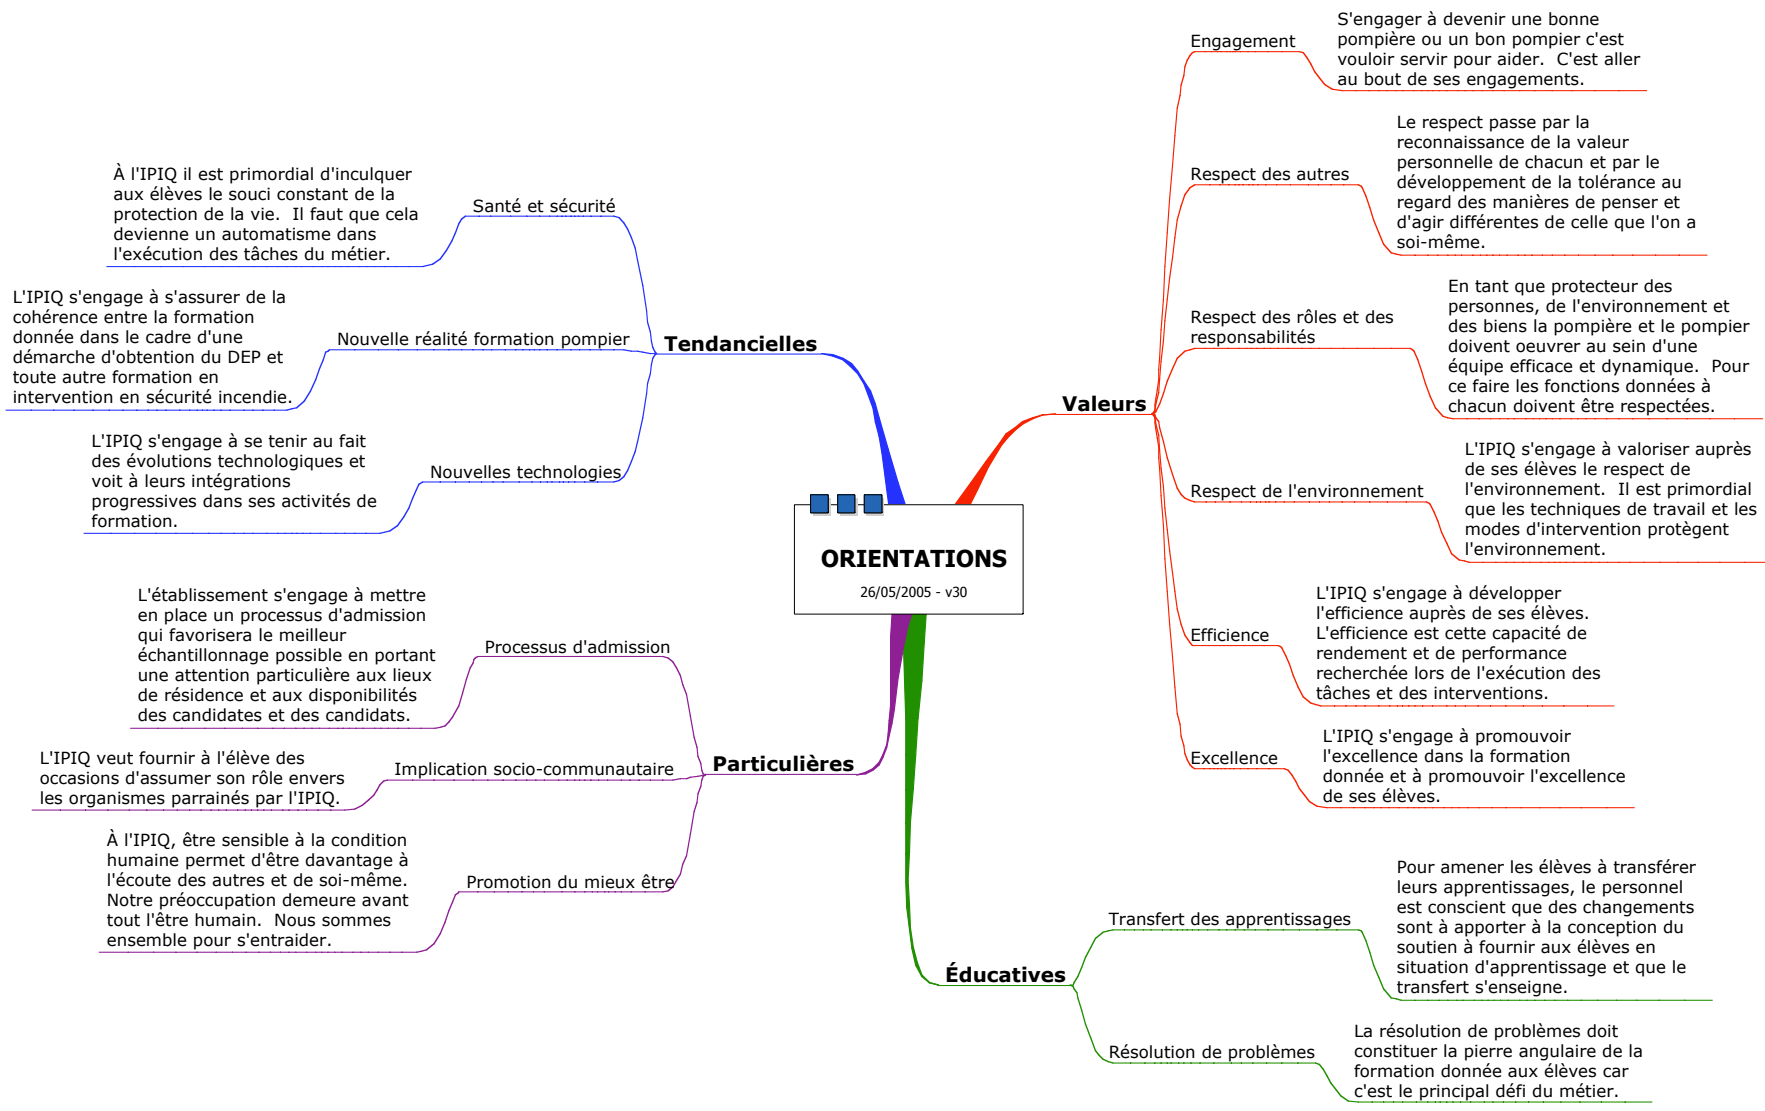 ORIENTATIONS
26/05/2005 - v30
Valeurs
Engagement
S'engager à devenir une bonne
pompière ou un bon pompier c'est
vouloir servir pour aider.  C'est aller
au bout de ses engagements.
Respect des autres
Le respect passe par la
reconnaissance de la valeur
personnelle de chacun et par le
développement de la tolérance au
regard des manières de penser et
d'agir différentes de celle que l'on a
soi-même.
Respect des rôles et des
responsabilités
En tant que protecteur des
personnes, de l'environnement et
des biens la pompière et le pompier
doivent oeuvrer au sein d'une
équipe efficace et dynamique.  Pour
ce faire les fonctions données à
chacun doivent être respectées.
Respect de l'environnement
L'IPIQ s'engage à valoriser auprès
de ses élèves le respect de
l'environnement.  Il est primordial
que les techniques de travail et les
modes d'intervention protègent
l'environnement.
Efficience
L'IPIQ s'engage à développer
l'efficience auprès de ses élèves.
L'efficience est cette capacité de
rendement et de performance
recherchée lors de l'exécution des
tâches et des interventions.
Excellence
L'IPIQ s'engage à promouvoir
l'excellence dans la formation
donnée et à promouvoir l'excellence
de ses élèves.
Éducatives
Transfert des apprentissages
Pour amener les élèves à transférer
leurs apprentissages, le personnel
est conscient que des changements
sont à apporter à la conception du
soutien à fournir aux élèves en
situation d'apprentissage et que le
transfert s'enseigne.
Résolution de problèmes
La résolution de problèmes doit
constituer la pierre angulaire de la
formation donnée aux élèves car
c'est le principal défi du métier.
Particulières
Processus d'admission
L'établissement s'engage à mettre
en place un processus d'admission
qui favorisera le meilleur
échantillonnage possible en portant
une attention particulière aux lieux
de résidence et aux disponibilités
des candidates et des candidats.
Implication socio-communautaire
L'IPIQ veut fournir à l'élève des
occasions d'assumer son rôle envers
les organismes parrainés par l'IPIQ.
Promotion du mieux être
À l'IPIQ, être sensible à la condition
humaine permet d'être davantage à
l'écoute des autres et de soi-même.
Notre préoccupation demeure avant
tout l'être humain.  Nous sommes
ensemble pour s'entraider.
Tendancielles
Santé et sécurité
À l'IPIQ il est primordial d'inculquer
aux élèves le souci constant de la
protection de la vie.  Il faut que cela
devienne un automatisme dans
l'exécution des tâches du métier.
Nouvelle réalité formation pompier
L'IPIQ s'engage à s'assurer de la
cohérence entre la formation
donnée dans le cadre d'une
démarche d'obtention du DEP et
toute autre formation en
intervention en sécurité incendie.
Nouvelles technologies
L'IPIQ s'engage à se tenir au fait
des évolutions technologiques et
voit à leurs intégrations
progressives dans ses activités de
formation.